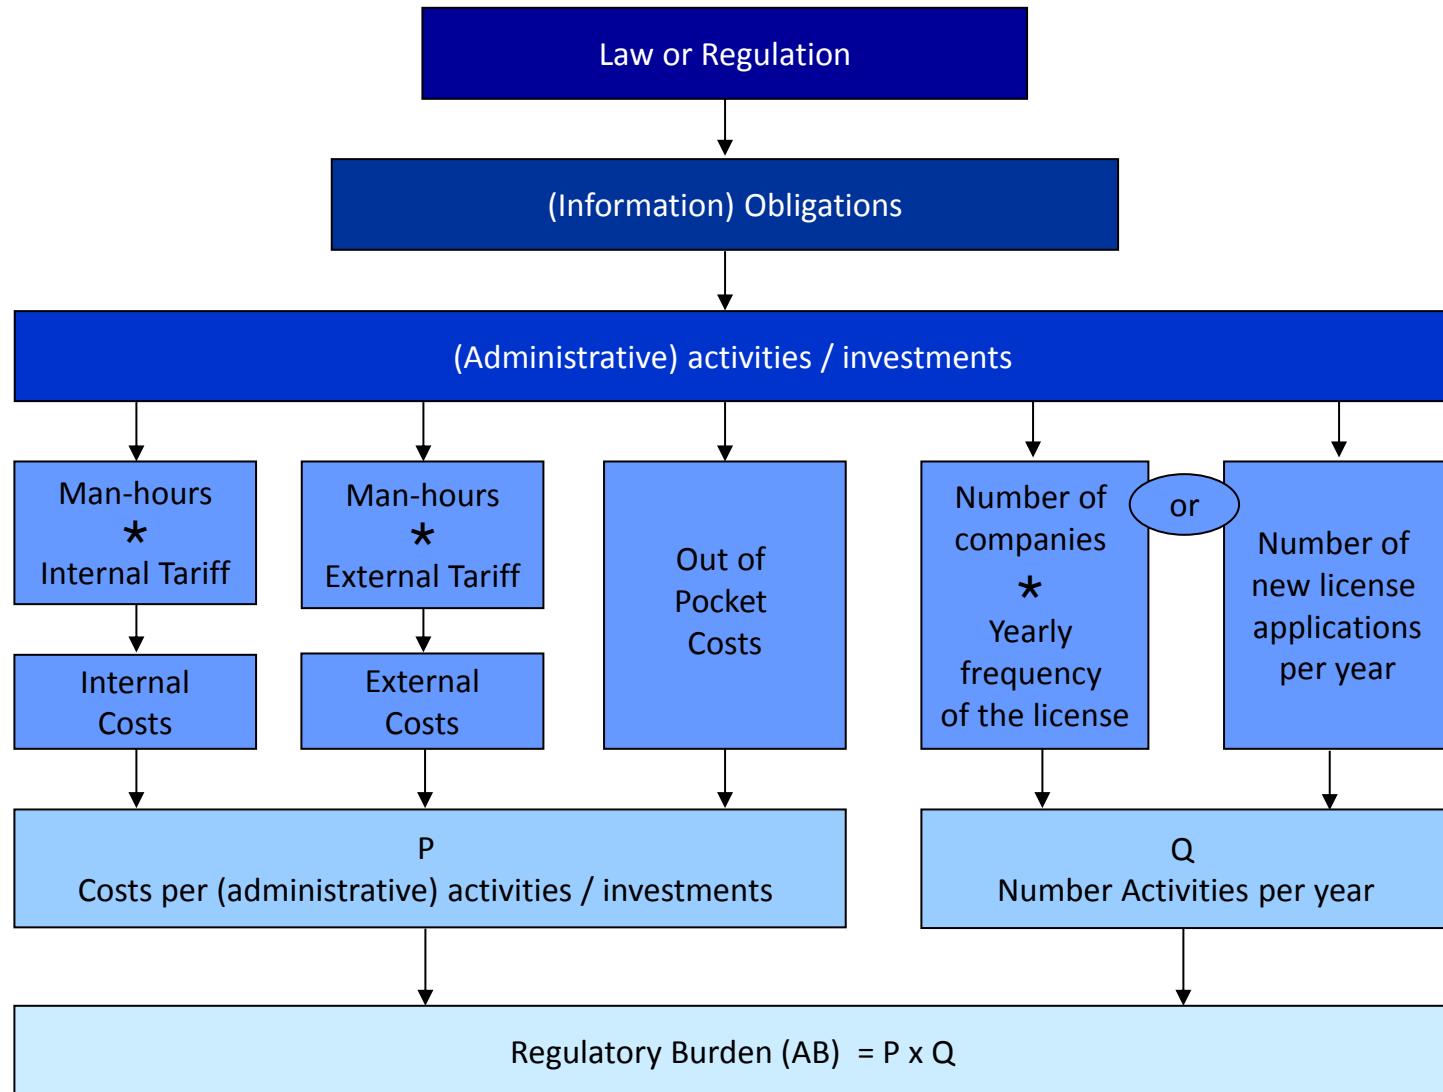 Law or Regulation
(Information) Obligations
(Administrative) activities / investments
Man-hours
*
Internal Tariff
Man-hours
*
External Tariff
Out of
Pocket
Costs
Number of
companies
*
Yearly
frequency
of the license
or
Number of
new license
applications
per year
Internal
Costs
External
Costs
P
Costs per (administrative) activities / investments
Q
Number Activities per year
Regulatory Burden (AB)  = P x Q